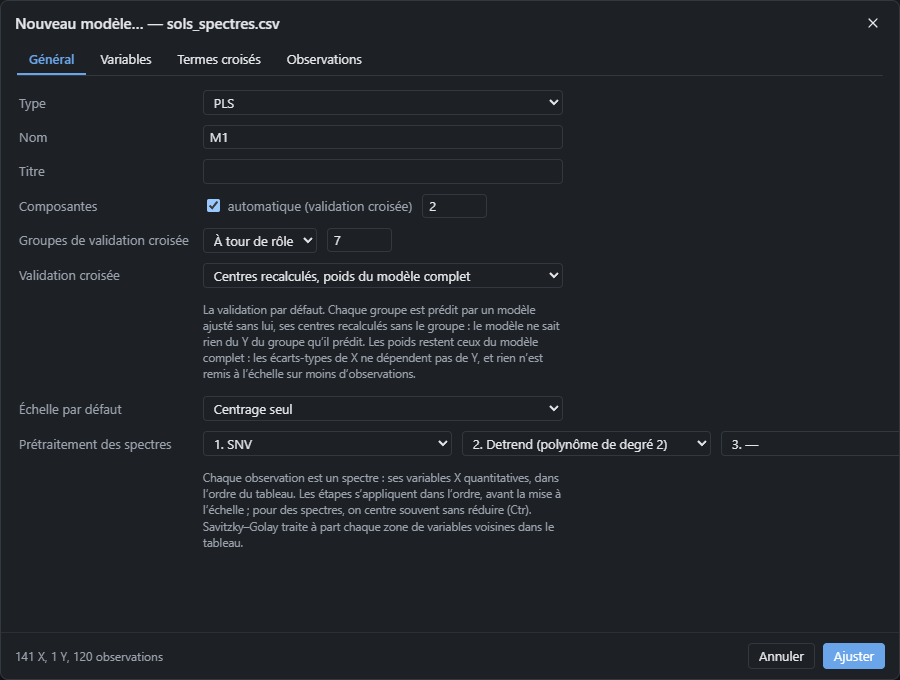 Nouveau modèle... — sols_spectres.csv
Général Variables Termes croisés Observations
Type PLS
Nom M1
Titre
Composantes automatique (validation croisée) 2
Groupes de validation croisée À tour de rôle 7
Validation croisée Centres recalculés, poids du modèle complet
La validation par défaut. Chaque groupe est prédit par un modèle
ajusté sans lui, ses centres recalculés sans le groupe : le modèle ne sait
rien du Y du groupe qu'il prédit. Les poids restent ceux du modèle
complet : les écarts-types de X ne dépendent pas de Y, et rien n'est
remis à l'échelle sur moins d'observations.
Échelle par défaut Centrage seul
Prétraitement des spectres 1. SNV 2. Detrend (polynôme de degré 2) 3. —
Chaque observation est un spectre : ses variables X quantitatives, dans
l'ordre du tableau. Les étapes s'appliquent dans l'ordre, avant la mise à
l'échelle ; pour des spectres, on centre souvent sans réduire (Ctr).
Savitzky–Golay traite à part chaque zone de variables voisines dans le
tableau.
141 X, 1 Y, 120 observations Annuler Ajuster